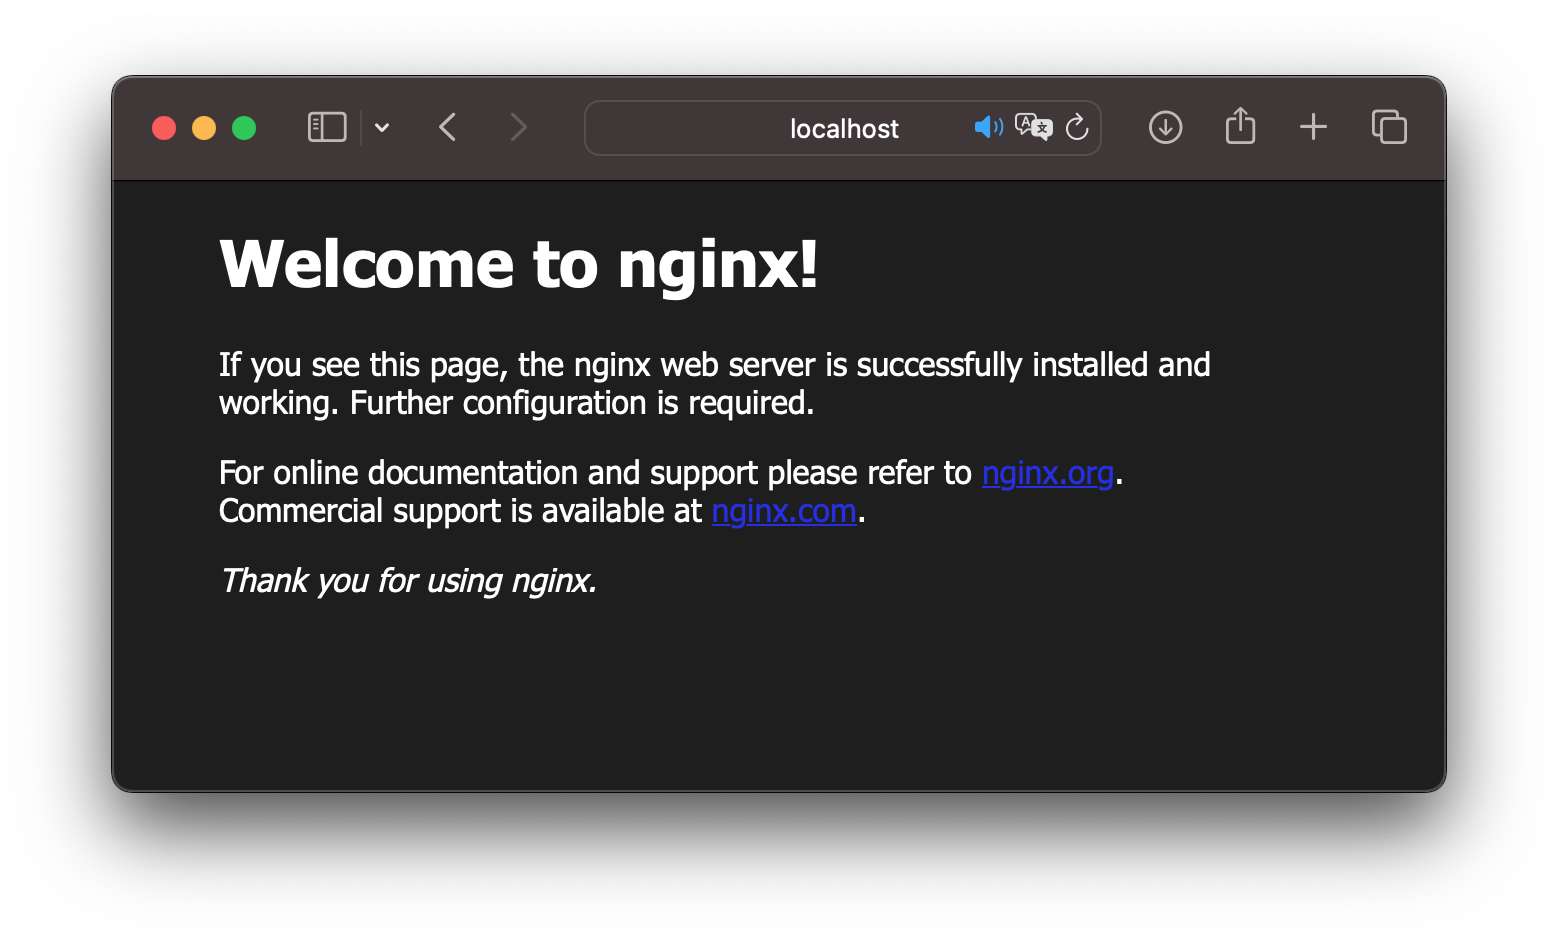 localhost
Welcome to nginx!
If you see this page, the nginx web server is successfully installed and
working. Further configuration is required.
For online documentation and support please refer to nginx.org.
Commercial support is available at nginx.com.
Thank you for using nginx.